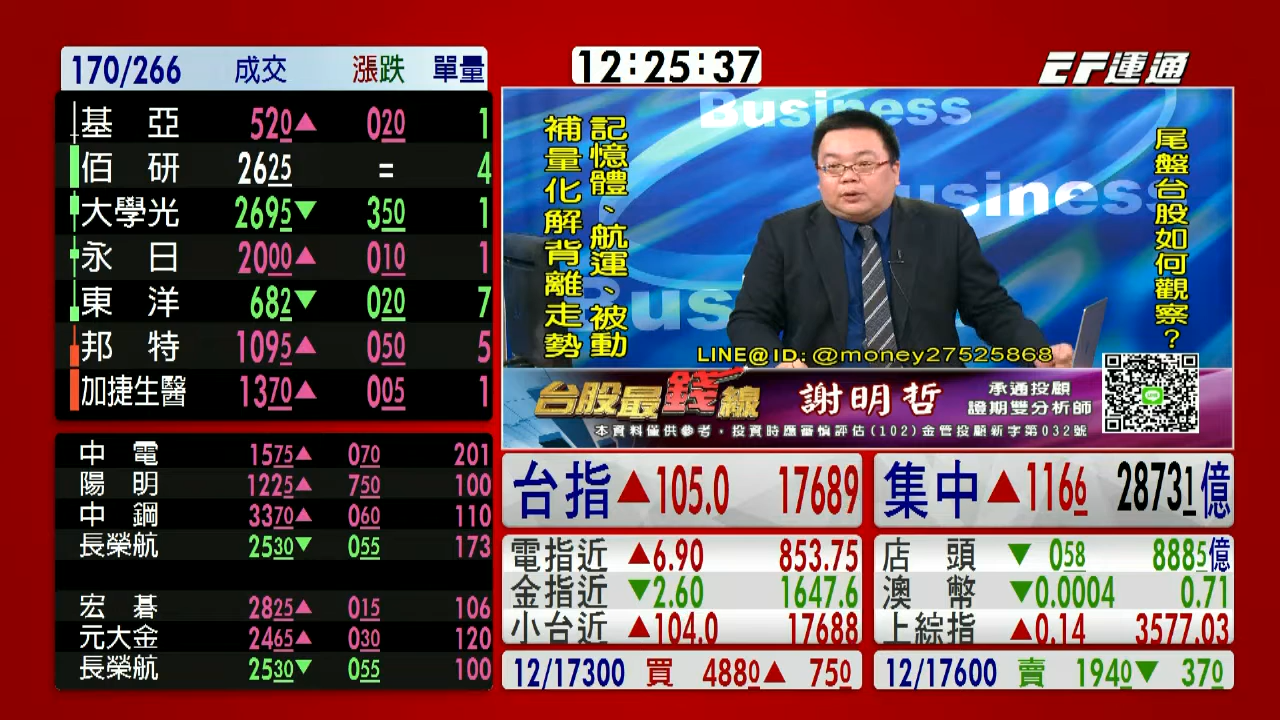 170/266 成交 漲跌 單量
基亞 520▲ 020 1
佰研 2625 = 4
大學光 2695▼ 350 1
永日 2000▲ 010 1
東洋 682▼ 020 7
邦特 1095▲ 050 5
加捷生醫 1370▲ 005 1
中電 1575▲ 070 201
陽明 1225▲ 750 100
中鋼 3370▲ 060 110
長榮航 2530▼ 055 173
宏碁 2825▲ 015 106
元大金 2465▲ 030 120
長榮航 2530▼ 055 100
12:25:37
EF運通
Business
Business
Bus
記憶體、航運、被動
補量化解背離走勢
尾盤台股如何觀察?
LINE@ID: @money27525868
台股最錢線 謝明哲 承通投顧
證期雙分析師
本資料僅供參考,投資時應審慎評估(102)金管投顧新字第032號
台指▲105.0 17689
集中▲1166 28731億
電指近▲6.90 853.75
金指近▼2.60 1647.6
小台近▲104.0 17688
店頭▼058 8885億
澳幣▼0.0004 0.71
上綜指▲0.14 3577.03
12/17300 買 4880▲ 750
12/17600 賣 1940▼ 370